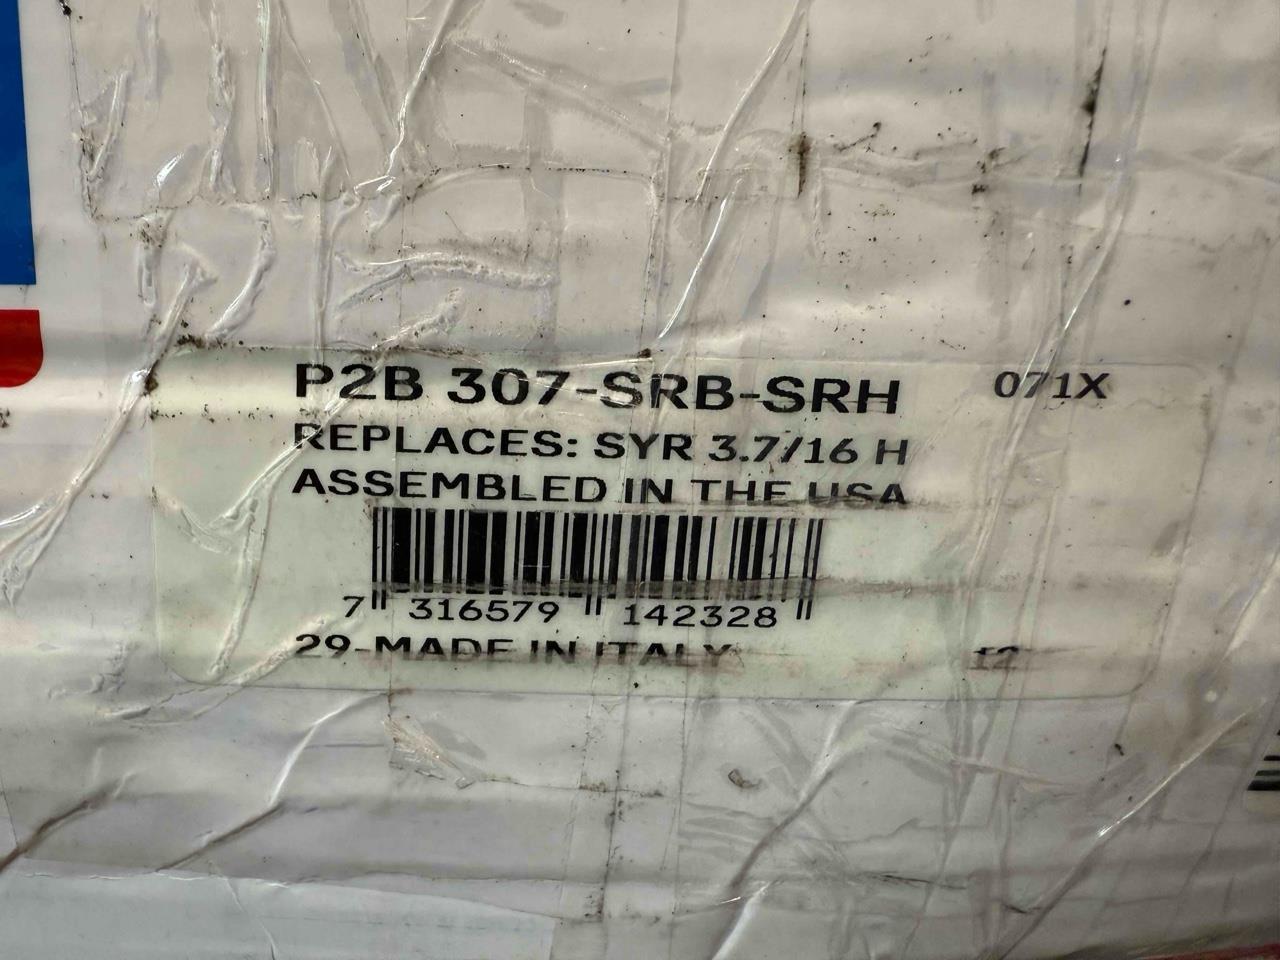 P2B 307-SRB-SRH 071X
REPLACES: SYR 3.7/16 H
ASSEMBLED IN THE USA
7 316579 142328
29-MADE IN ITALY 12